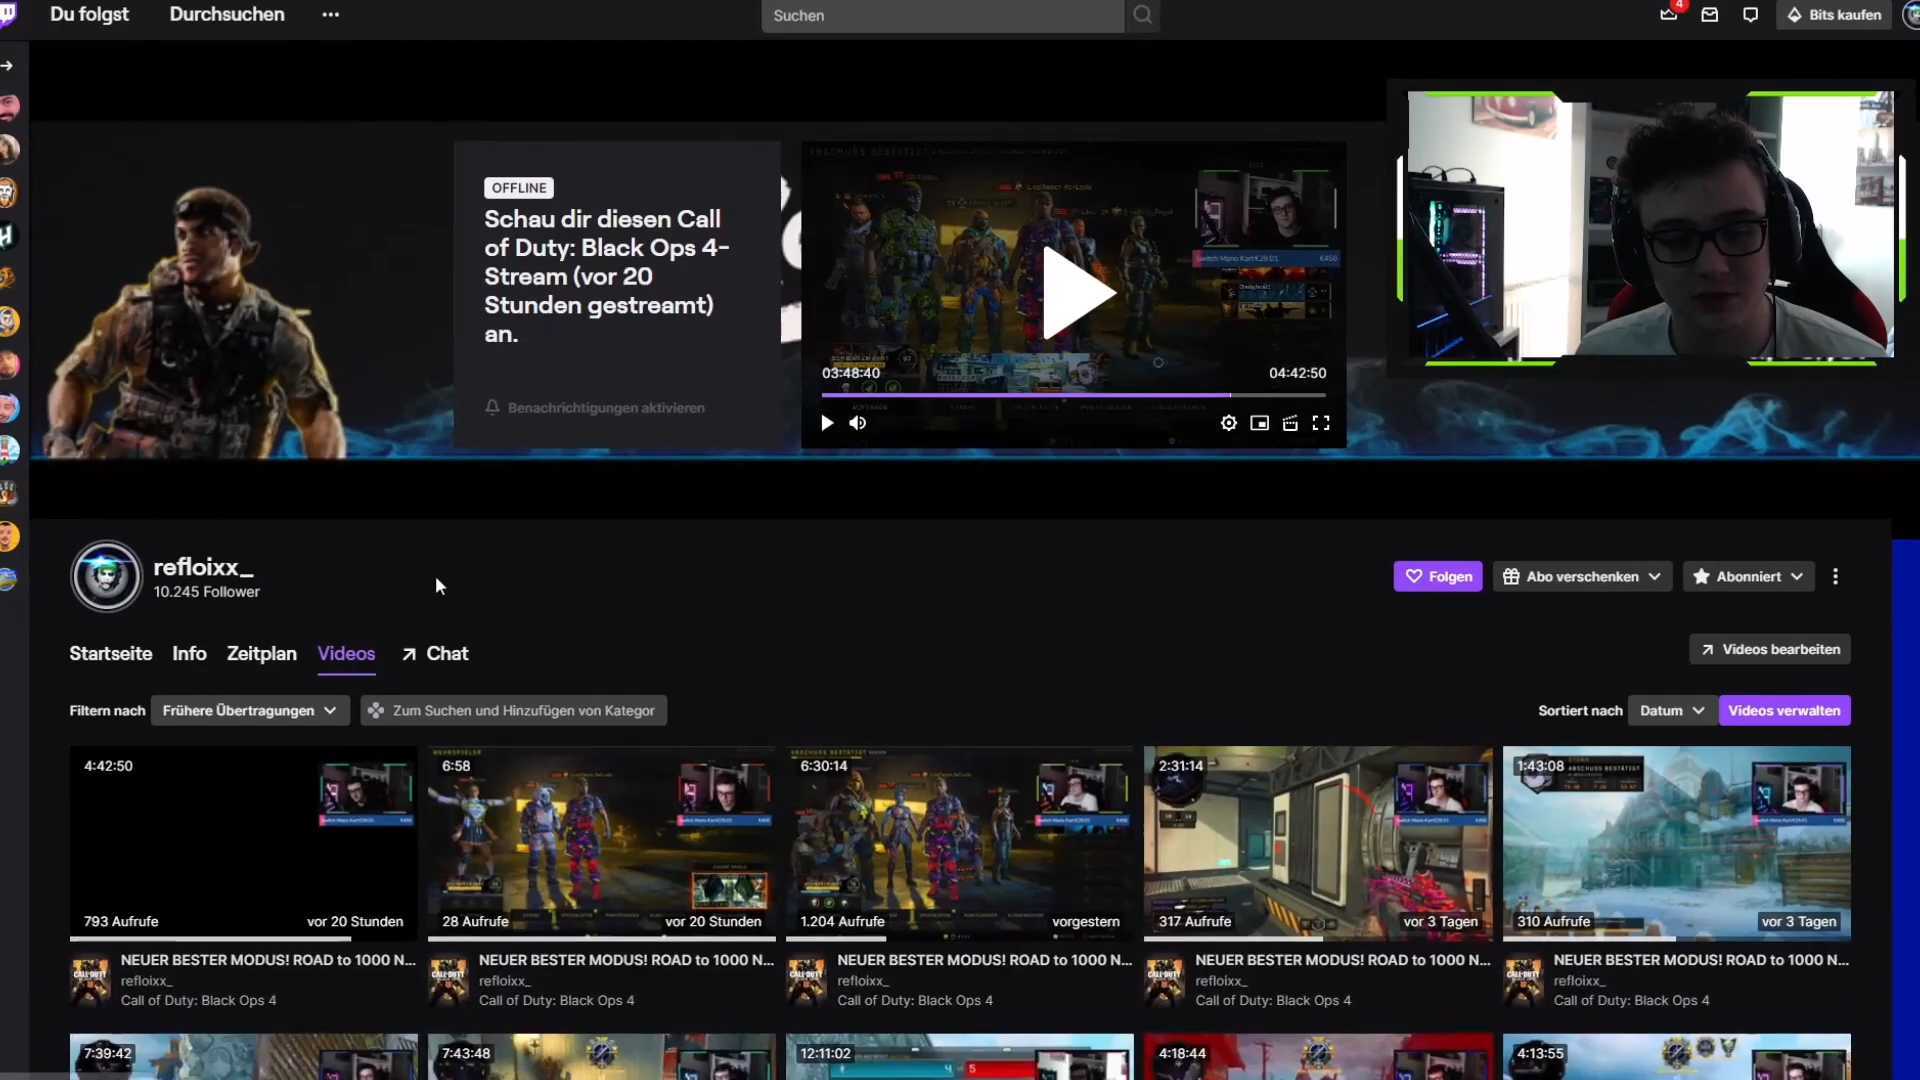 Du folgst
Durchsuchen
Suchen
4
Bits kaufen
OFFLINE
Schau dir diesen Call
of Duty: Black Ops 4-
Stream (vor 20
Stunden gestreamt)
an.
Benachrichtigungen aktivieren
03:48:40
04:42:50
refloixx_
10.245 Follower
Folgen
Abo verschenken
Abonniert
Startseite
Info
Zeitplan
Videos
Chat
Videos bearbeiten
Filtern nach
Frühere Übertragungen
Zum Suchen und Hinzufügen von Kategor
Sortiert nach
Datum
Videos verwalten
4:42:50
6:58
6:30:14
2:31:14
1:43:08
ANSCHUSS BESTÄTIGT
793 Aufrufe
vor 20 Stunden
28 Aufrufe
vor 20 Stunden
1.204 Aufrufe
vorgestern
317 Aufrufe
vor 3 Tagen
310 Aufrufe
vor 3 Tagen
NEUER BESTER MODUS! ROAD to 1000 N...
refloixx_
Call of Duty: Black Ops 4
NEUER BESTER MODUS! ROAD to 1000 N...
refloixx_
Call of Duty: Black Ops 4
NEUER BESTER MODUS! ROAD to 1000 N...
refloixx_
Call of Duty: Black Ops 4
NEUER BESTER MODUS! ROAD to 1000 N...
refloixx_
Call of Duty: Black Ops 4
NEUER BESTER MODUS! ROAD to 1000 N...
refloixx_
Call of Duty: Black Ops 4
7:39:42
7:43:48
12:11:02
4 5
4:18:44
4:13:55